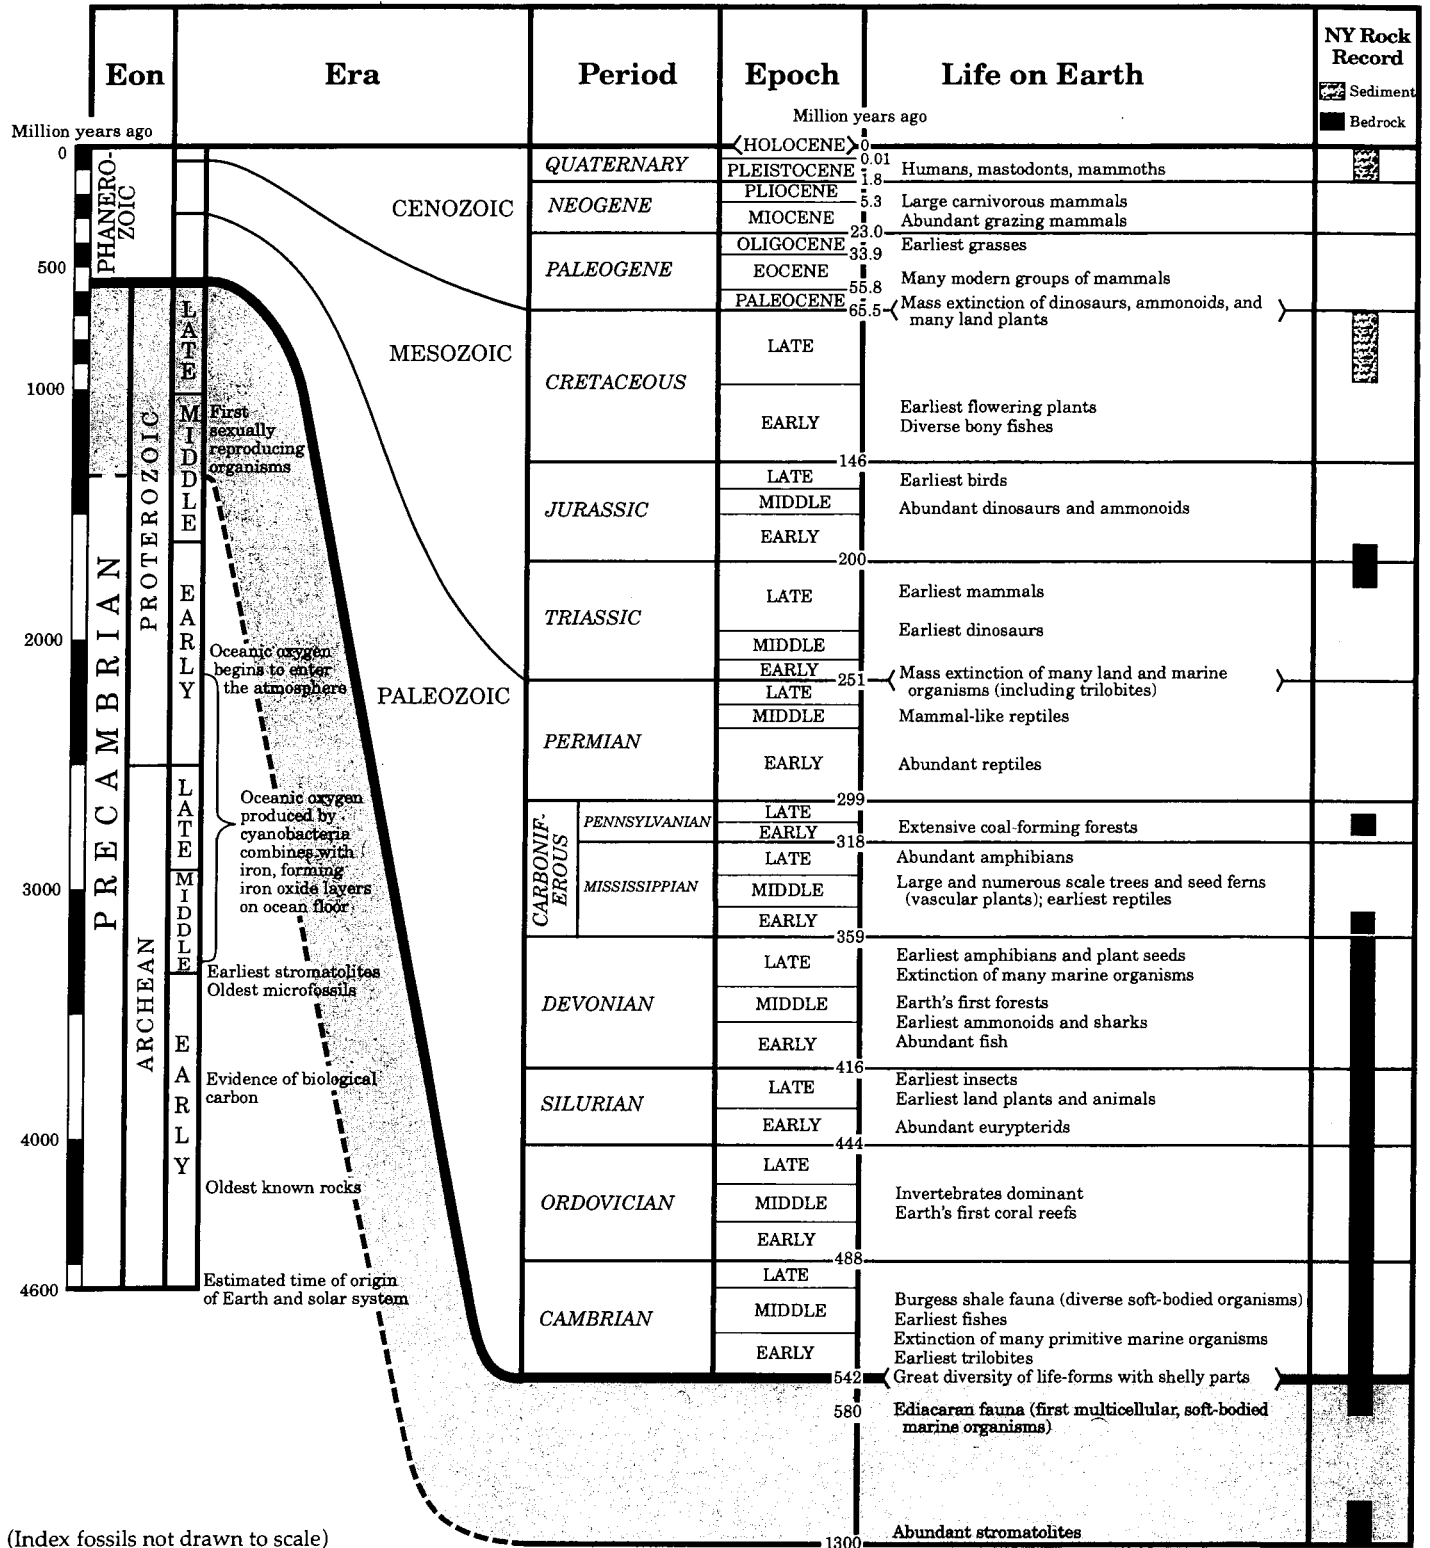 Eon
Era
Period
Epoch
Life on Earth
NY Rock
Record
Sediment
Bedrock
Million years ago
Million years ago
0
500
1000
2000
3000
4000
4600
PHANERO-
ZOIC
PRECAMBRIAN
PROTEROZOIC
ARCHEAN
LATE
MIDDLE
EARLY
LATE
MIDDLE
EARLY
First
sexually
reproducing
organisms
Oceanic oxygen
begins to enter
the atmosphere
Oceanic oxygen
produced by
cyanobacteria
combines with
iron, forming
iron oxide layers
on ocean floor
Earliest stromatolites
Oldest microfossils
Evidence of biological
carbon
Oldest known rocks
Estimated time of origin
of Earth and solar system
CENOZOIC
MESOZOIC
PALEOZOIC
QUATERNARY
HOLOCENE
0
0.01
PLEISTOCENE
Humans, mastodonts, mammoths
1.8
NEOGENE
PLIOCENE
Large carnivorous mammals
5.3
MIOCENE
Abundant grazing mammals
23.0
PALEOGENE
OLIGOCENE
Earliest grasses
33.9
EOCENE
Many modern groups of mammals
55.8
PALEOCENE
65.5
Mass extinction of dinosaurs, ammonoids, and
many land plants
CRETACEOUS
LATE
EARLY
Earliest flowering plants
Diverse bony fishes
146
JURASSIC
LATE
Earliest birds
MIDDLE
Abundant dinosaurs and ammonoids
EARLY
200
TRIASSIC
LATE
Earliest mammals
Earliest dinosaurs
MIDDLE
EARLY
251
Mass extinction of many land and marine
organisms (including trilobites)
PERMIAN
LATE
MIDDLE
Mammal-like reptiles
EARLY
Abundant reptiles
299
CARBONIF-
EROUS
PENNSYLVANIAN
LATE
EARLY
Extensive coal-forming forests
318
MISSISSIPPIAN
LATE
Abundant amphibians
MIDDLE
Large and numerous scale trees and seed ferns
(vascular plants); earliest reptiles
EARLY
359
DEVONIAN
LATE
Earliest amphibians and plant seeds
Extinction of many marine organisms
MIDDLE
Earth's first forests
Earliest ammonoids and sharks
EARLY
Abundant fish
416
SILURIAN
LATE
Earliest insects
Earliest land plants and animals
EARLY
Abundant eurypterids
444
ORDOVICIAN
LATE
MIDDLE
Invertebrates dominant
Earth's first coral reefs
EARLY
488
CAMBRIAN
LATE
MIDDLE
Burgess shale fauna (diverse soft-bodied organisms)
Earliest fishes
Extinction of many primitive marine organisms
EARLY
Earliest trilobites
542
Great diversity of life-forms with shelly parts
580
Ediacaran fauna (first multicellular, soft-bodied
marine organisms)
Abundant stromatolites
1300
(Index fossils not drawn to scale)